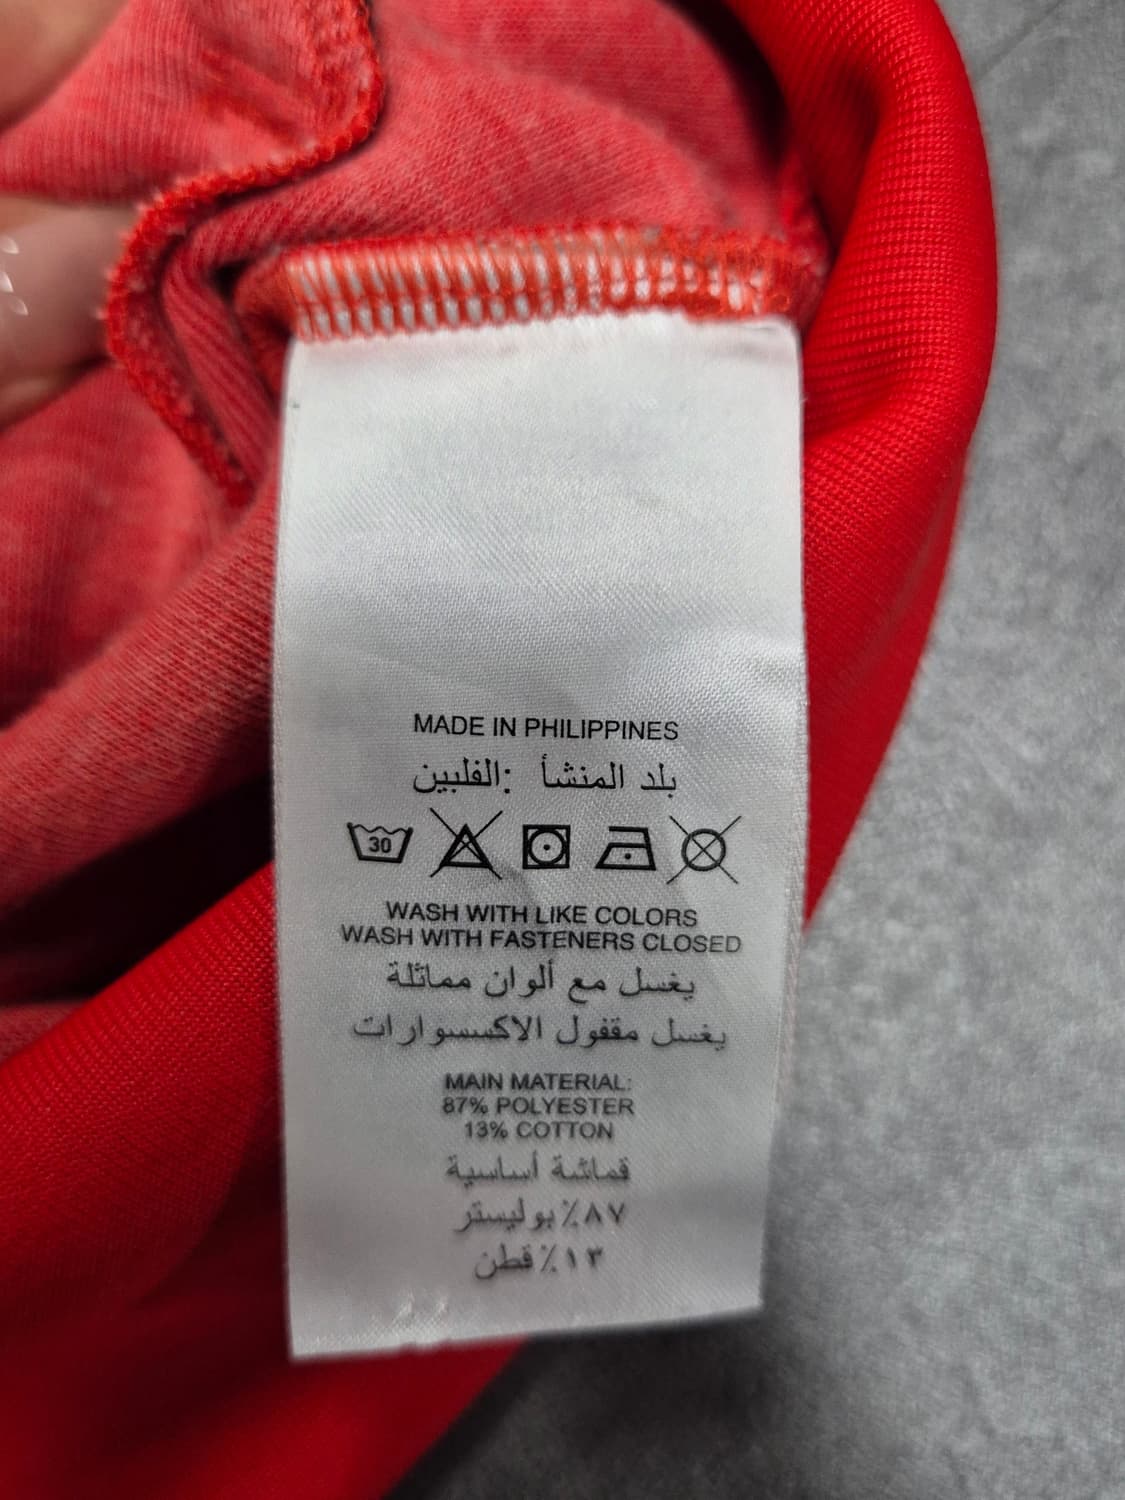 MADE IN PHILIPPINES
بلد المنشأ :الفلبين
30
WASH WITH LIKE COLORS
WASH WITH FASTENERS CLOSED
يغسل مع ألوان مماثلة
يغسل مقفول الاكسسوارات
MAIN MATERIAL:
87% POLYESTER
13% COTTON
قماشة أساسية
٨٧٪ بوليستر
١٣٪ قطن